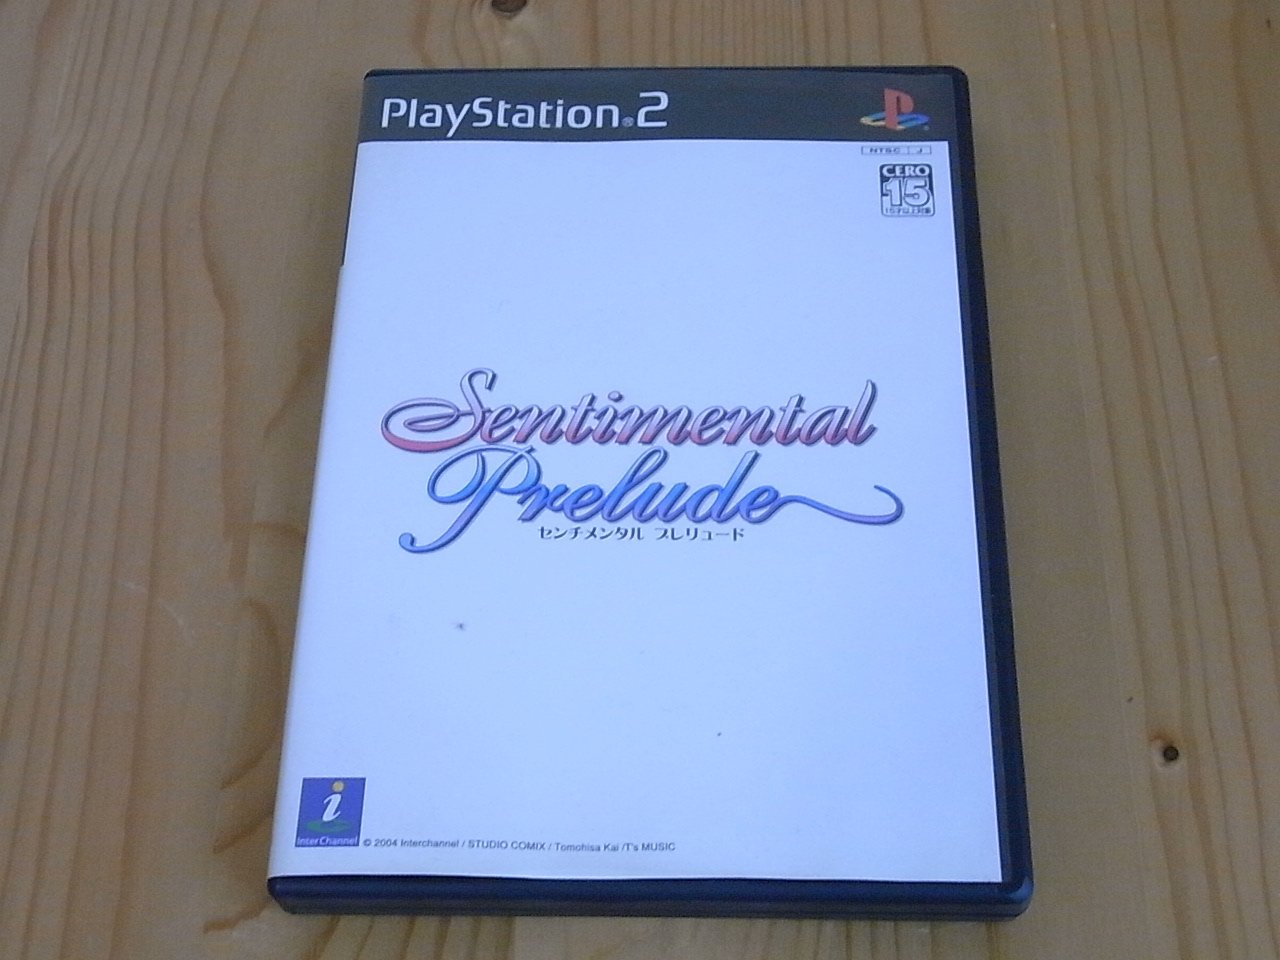 PlayStation®2
NTSC J
CERO
15
15才以上対象
Sentimental
Prelude
センチメンタル プレリュード
i
InterChannel
© 2004 Interchannel / STUDIO COMIX / Tomohisa Kai /T's MUSIC